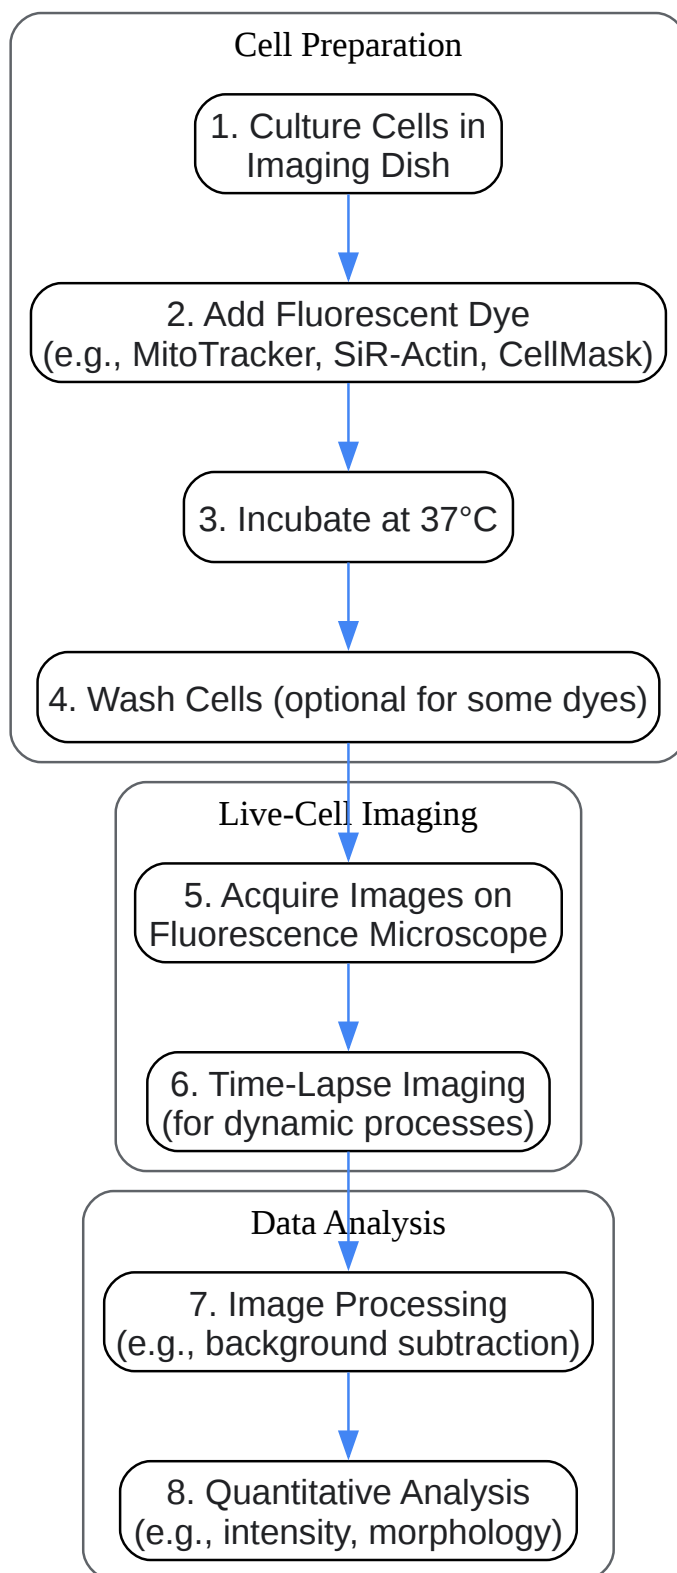 Cell Preparation
1. Culture Cells in
Imaging Dish
2. Add Fluorescent Dye
(e.g., MitoTracker, SiR-Actin, CellMask)
3. Incubate at 37°C
4. Wash Cells (optional for some dyes)
Live-Cell Imaging
5. Acquire Images on
Fluorescence Microscope
6. Time-Lapse Imaging
(for dynamic processes)
Data Analysis
7. Image Processing
(e.g., background subtraction)
8. Quantitative Analysis
(e.g., intensity, morphology)